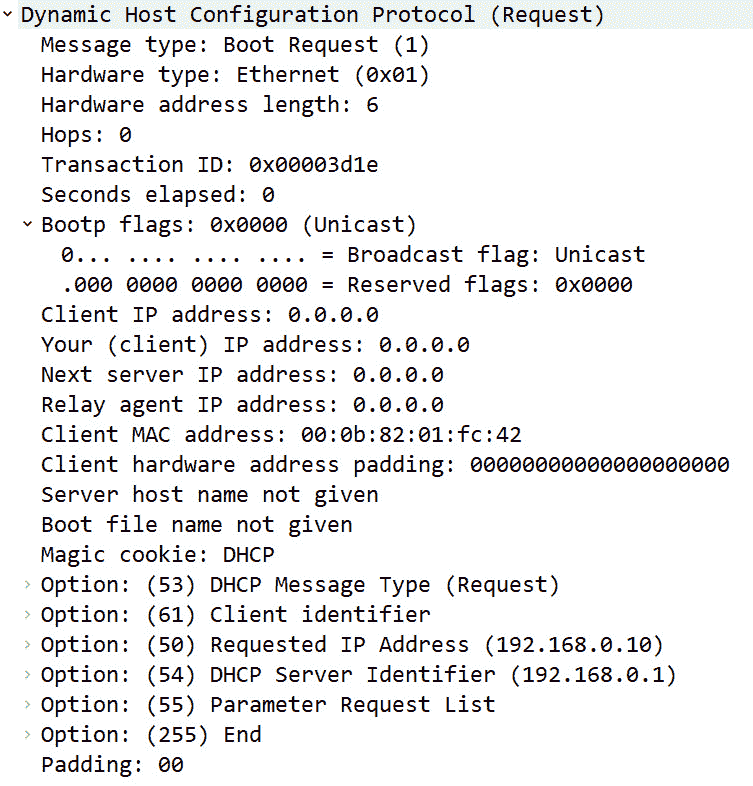 Dynamic Host Configuration Protocol (Request)
Message type: Boot Request (1)
Hardware type: Ethernet (0x01)
Hardware address length: 6
Hops: 0
Transaction ID: 0x00003d1e
Seconds elapsed: 0
Bootp flags: 0x0000 (Unicast)
0... .... .... .... = Broadcast flag: Unicast
.000 0000 0000 0000 = Reserved flags: 0x0000
Client IP address: 0.0.0.0
Your (client) IP address: 0.0.0.0
Next server IP address: 0.0.0.0
Relay agent IP address: 0.0.0.0
Client MAC address: 00:0b:82:01:fc:42
Client hardware address padding: 00000000000000000000
Server host name not given
Boot file name not given
Magic cookie: DHCP
Option: (53) DHCP Message Type (Request)
Option: (61) Client identifier
Option: (50) Requested IP Address (192.168.0.10)
Option: (54) DHCP Server Identifier (192.168.0.1)
Option: (55) Parameter Request List
Option: (255) End
Padding: 00